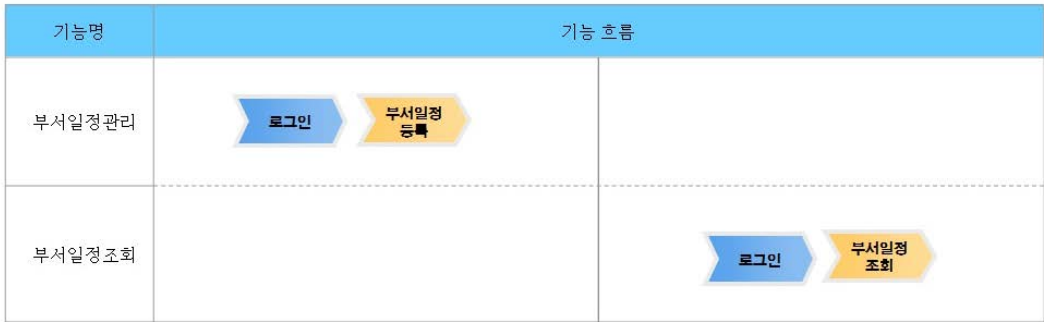 기능명
기능 흐름
부서일정관리
로그인
부서일정
등록
부서일정조회
로그인
부서일정
조회